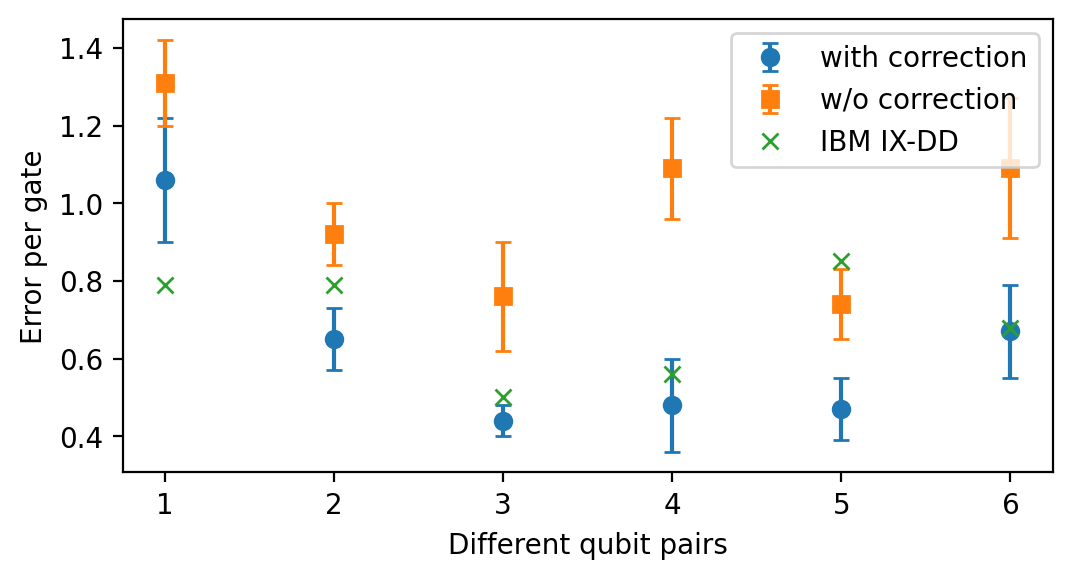 Error per gate
1.4
1.2
1.0
0.8
0.6
0.4
with correction
w/o correction
IBM IX-DD
1 2 3 4 5 6
Different qubit pairs